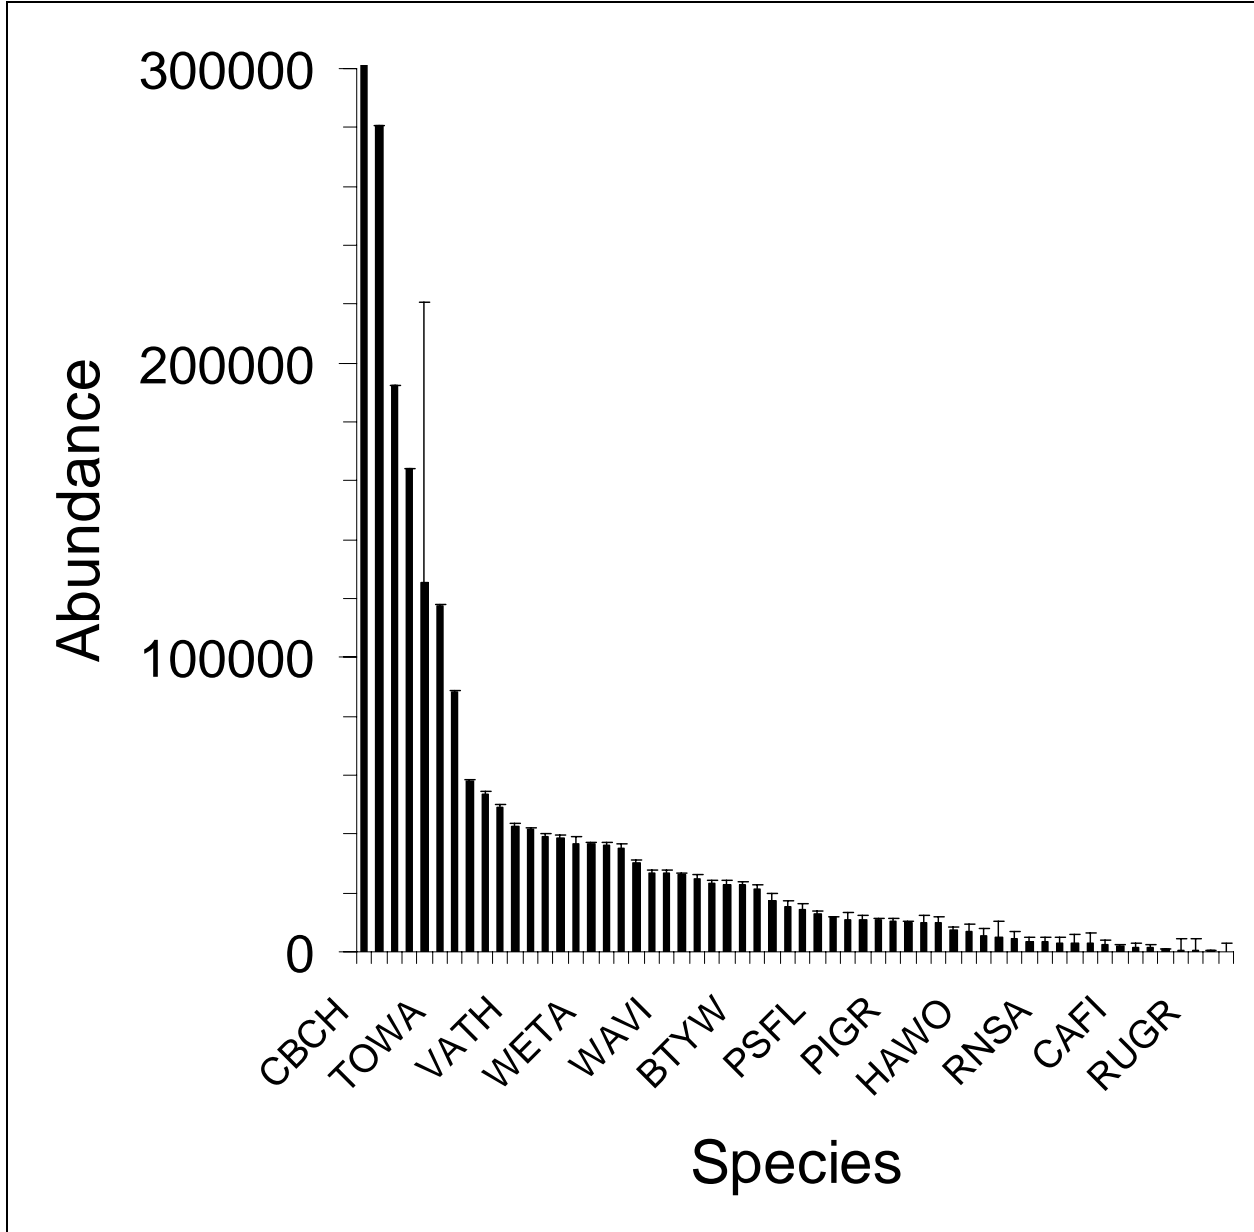 300000
200000
100000
0
Abundance
CBCH
TOWA
VATH
WETA
WAVI
BTYW
PSFL
PIGR
HAWO
RNSA
CAFI
RUGR
Species